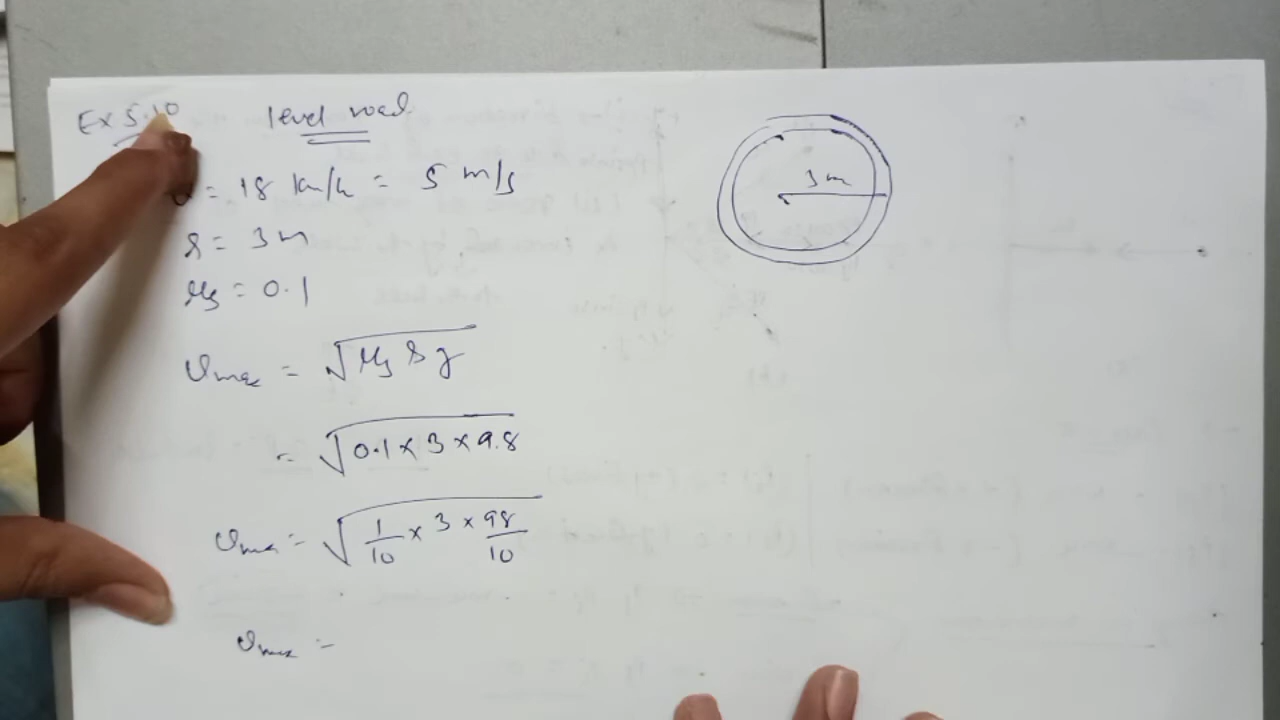 Ex 5.10 level road
v = 18 km/h = 5 m/s
r = 3 m
μs = 0.1
3m
vmax = √μs r g
= √0.1 × 3 × 9.8
vmax = √1/10 × 3 × 98/10
vmax =